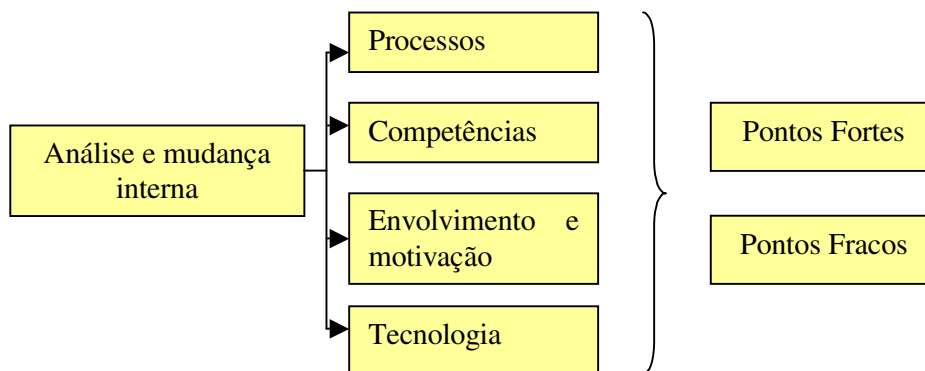 Análise e mudança
interna
Processos
Competências
Envolvimento e
motivação
Tecnologia
Pontos Fortes
Pontos Fracos